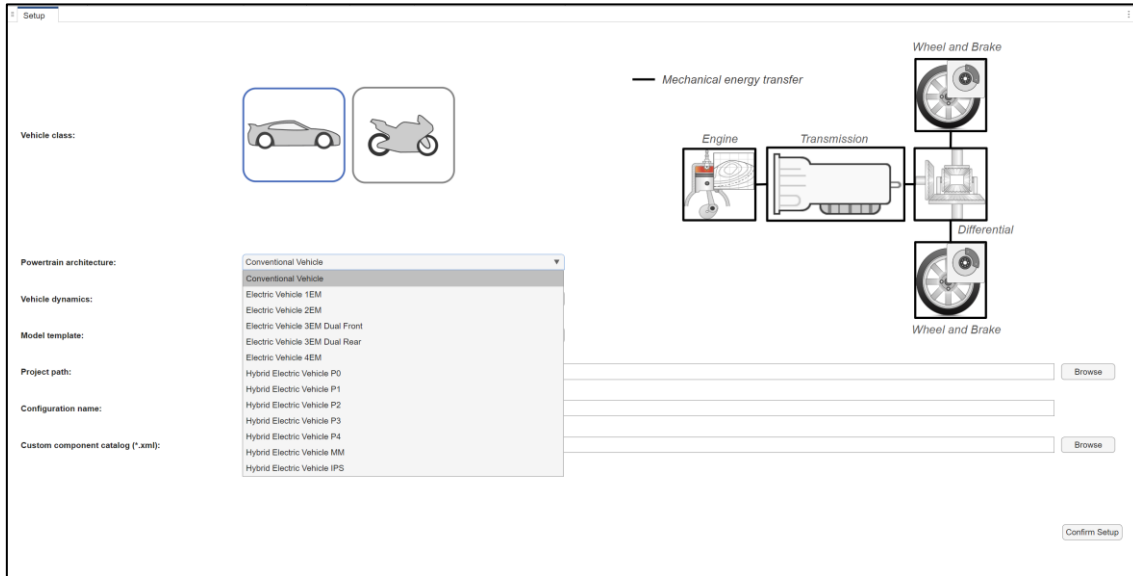 Setup
Vehicle class:
Mechanical energy transfer
Wheel and Brake
Engine
Transmission
Differential
Wheel and Brake
Powertrain architecture:
Conventional Vehicle
Conventional Vehicle
Electric Vehicle 1EM
Electric Vehicle 2EM
Electric Vehicle 3EM Dual Front
Electric Vehicle 3EM Dual Rear
Electric Vehicle 4EM
Hybrid Electric Vehicle P0
Hybrid Electric Vehicle P1
Hybrid Electric Vehicle P2
Hybrid Electric Vehicle P3
Hybrid Electric Vehicle P4
Hybrid Electric Vehicle MM
Hybrid Electric Vehicle IPS
Vehicle dynamics:
Model template:
Project path:
Browse
Configuration name:
Custom component catalog (*.xml):
Browse
Confirm Setup